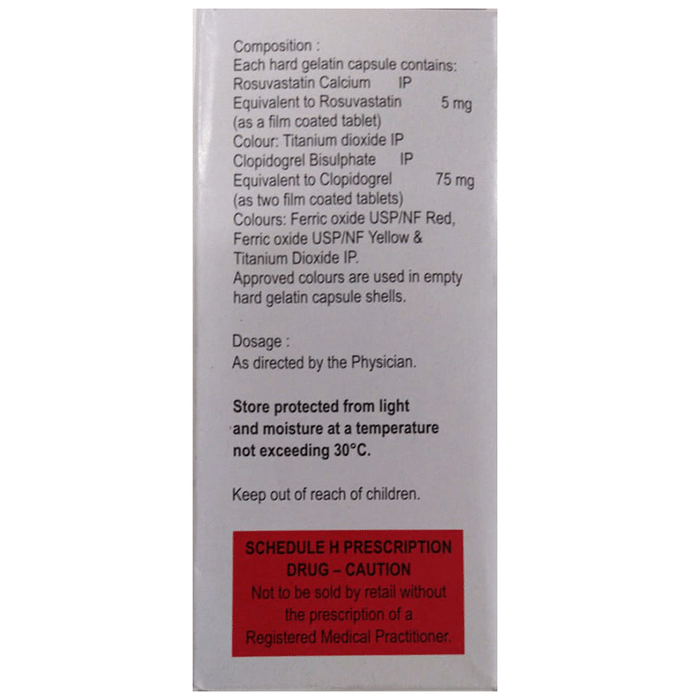 Composition :
Each hard gelatin capsule contains:
Rosuvastatin Calcium IP
Equivalent to Rosuvastatin 5 mg
(as a film coated tablet)
Colour: Titanium dioxide IP
Clopidogrel Bisulphate IP
Equivalent to Clopidogrel 75 mg
(as two film coated tablets)
Colours: Ferric oxide USP/NF Red,
Ferric oxide USP/NF Yellow &
Titanium Dioxide IP.
Approved colours are used in empty
hard gelatin capsule shells.
Dosage :
As directed by the Physician.
Store protected from light
and moisture at a temperature
not exceeding 30°C.
Keep out of reach of children.
SCHEDULE H PRESCRIPTION
DRUG – CAUTION
Not to be sold by retail without
the prescription of a
Registered Medical Practitioner.